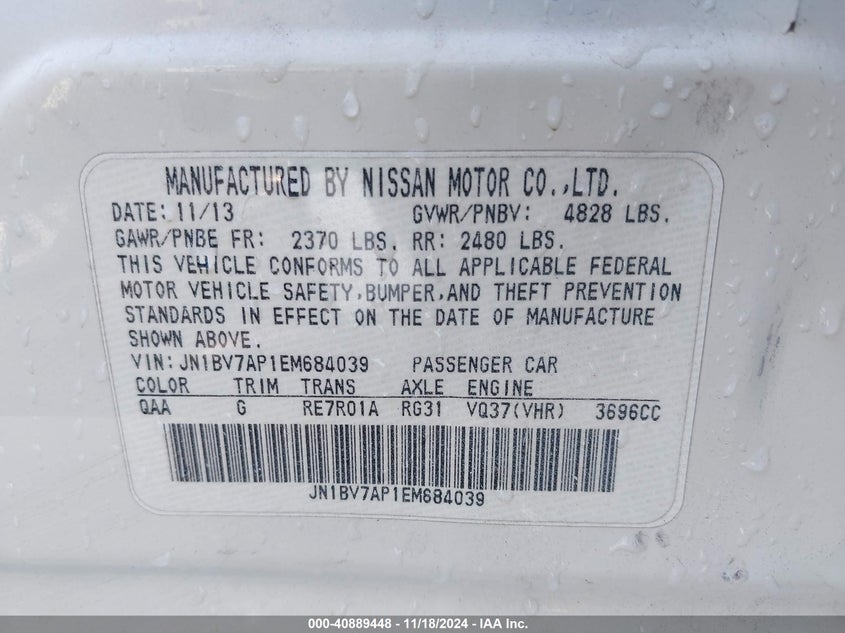 MANUFACTURED BY NISSAN MOTOR CO.,LTD.
DATE: 11/13 GVWR/PNBV: 4828 LBS.
GAWR/PNBE FR: 2370 LBS. RR: 2480 LBS.
THIS VEHICLE CONFORMS TO ALL APPLICABLE FEDERAL
MOTOR VEHICLE SAFETY,BUMPER,AND THEFT PREVENTION
STANDARDS IN EFFECT ON THE DATE OF MANUFACTURE
SHOWN ABOVE.
VIN:JN1BV7AP1EM684039 PASSENGER CAR
COLOR TRIM TRANS AXLE ENGINE
QAA G RE7R01A RG31 VQ37(VHR) 3696CC
JN1BV7AP1EM684039
000-40889448 - 11/18/2024 - IAA Inc.